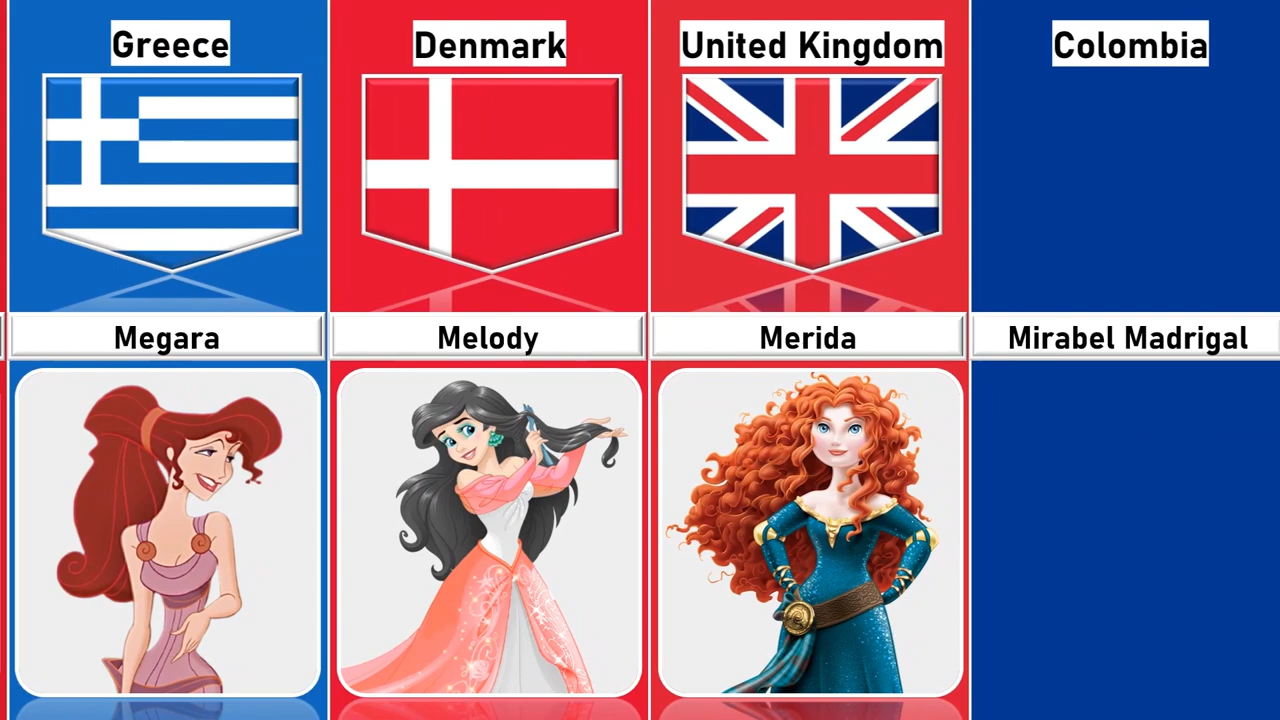 Greece
Denmark
United Kingdom
Colombia
Megara
Melody
Merida
Mirabel Madrigal